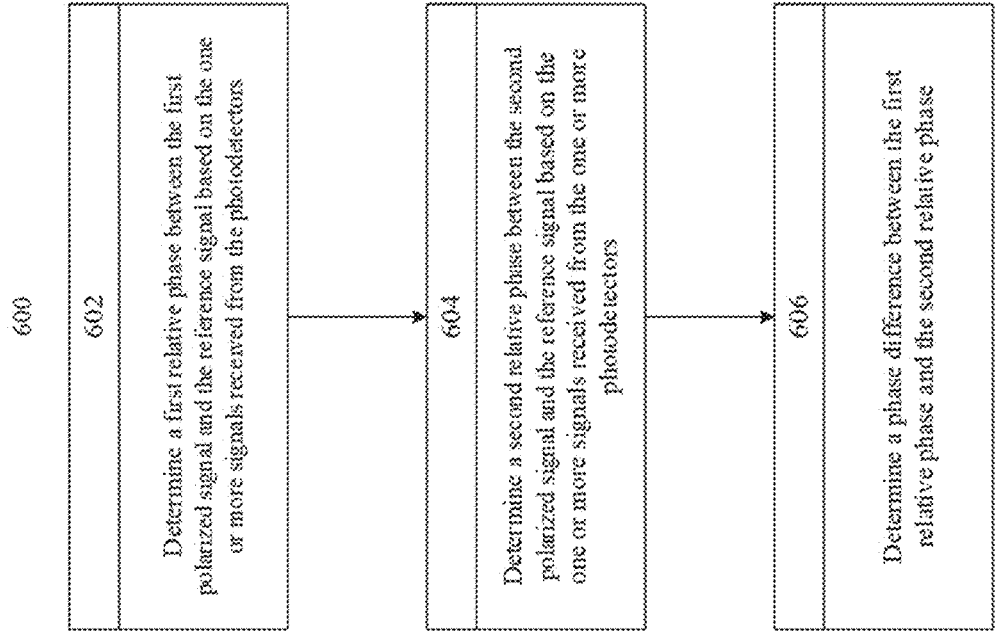 600
602
Determine a first relative phase between the first
polarized signal and the reference signal based on the one
or more signals received from the photodetectors
604
Determine a second relative phase between the second
polarized signal and the reference signal based on the
one or more signals received from the one or more
photodetectors
606
Determine a phase difference between the first
relative phase and the second relative phase